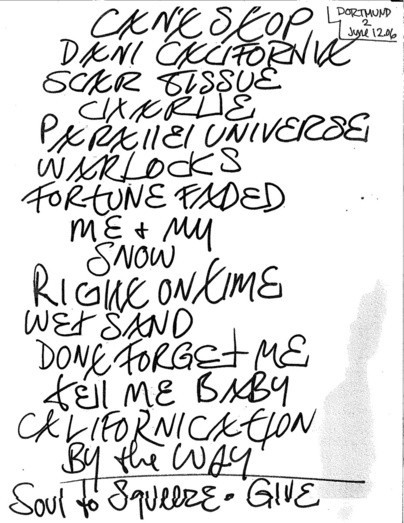 CAN'T STOP
DORTMUND
2
June 12 06
DANI CALIFORNIA
SCAR TISSUE
CHARLIE
PARALLEL UNIVERSE
WARLOCKS
FORTUNE FADED
ME + MY
SNOW
RIGHT ON TIME
WET SAND
DONT FORGET ME
tEll ME BABY
CALIFORNICATION
By the WAY
Soul to Squeeze • GIVE